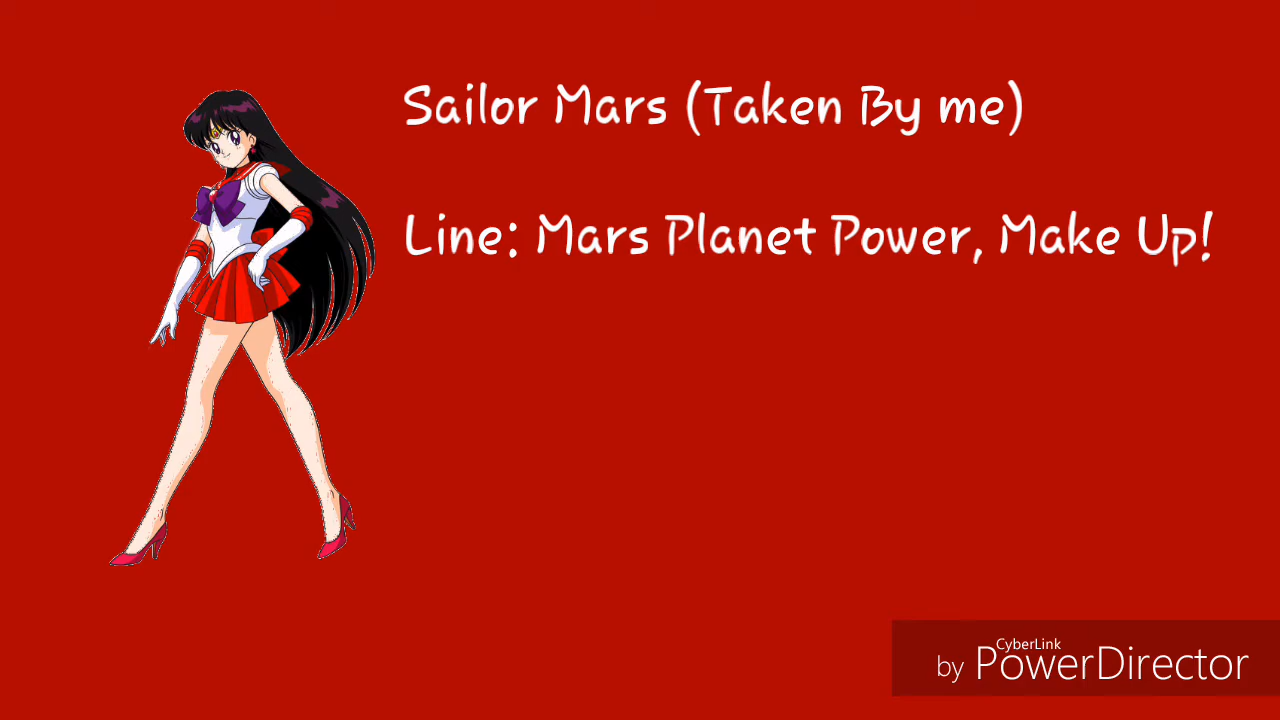 Sailor Mars (Taken By me)
Line: Mars Planet Power, Make Up!
by CyberLink PowerDirector